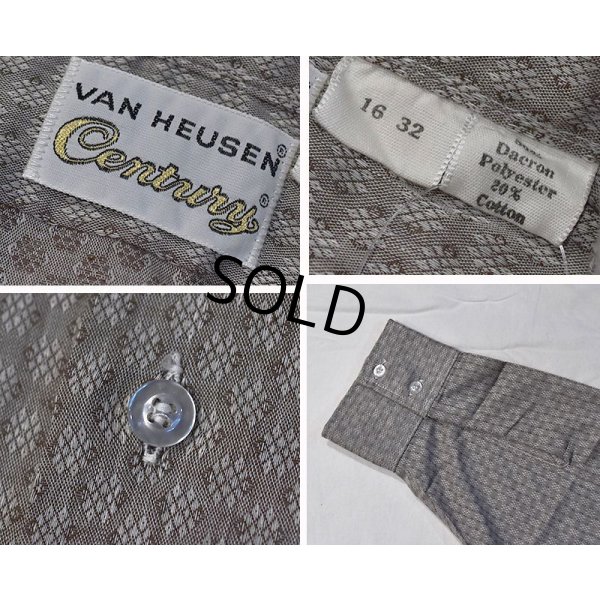 VAN HEUSEN®
Century®
16 32
Dacron
Polyester
20%
Cotton
SOLD